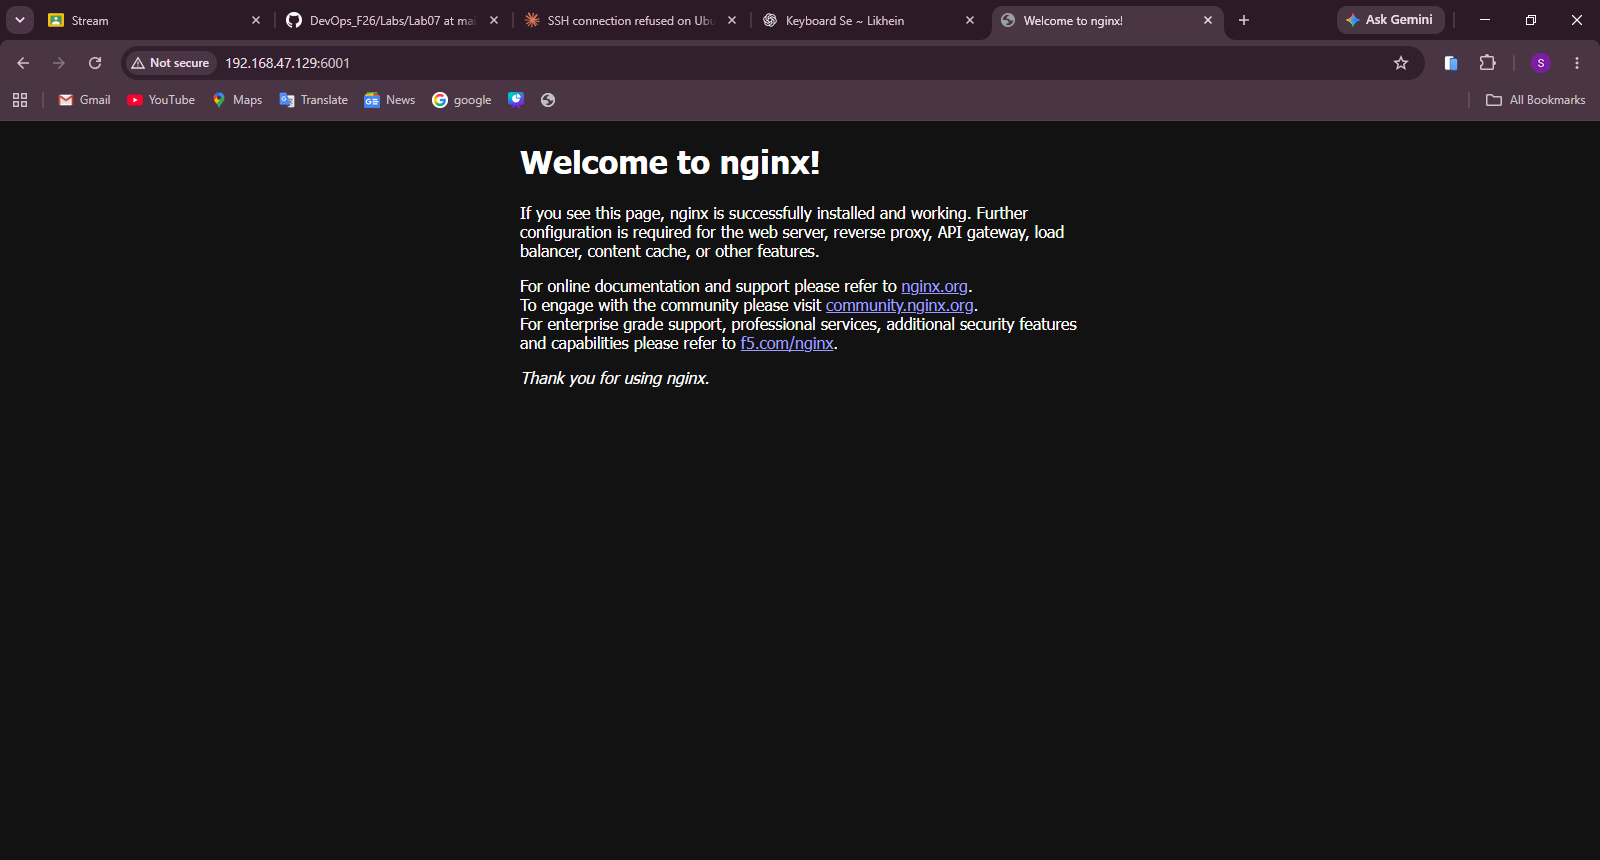 Stream
DevOps_F26/Labs/Lab07 at mai
SSH connection refused on Ubu
Keyboard Se ~ Likhein
Welcome to nginx!
Ask Gemini
Not secure
192.168.47.129:6001
S
Gmail
YouTube
Maps
Translate
News
google
All Bookmarks
Welcome to nginx!
If you see this page, nginx is successfully installed and working. Further
configuration is required for the web server, reverse proxy, API gateway, load
balancer, content cache, or other features.
For online documentation and support please refer to nginx.org.
To engage with the community please visit community.nginx.org.
For enterprise grade support, professional services, additional security features
and capabilities please refer to f5.com/nginx.
Thank you for using nginx.